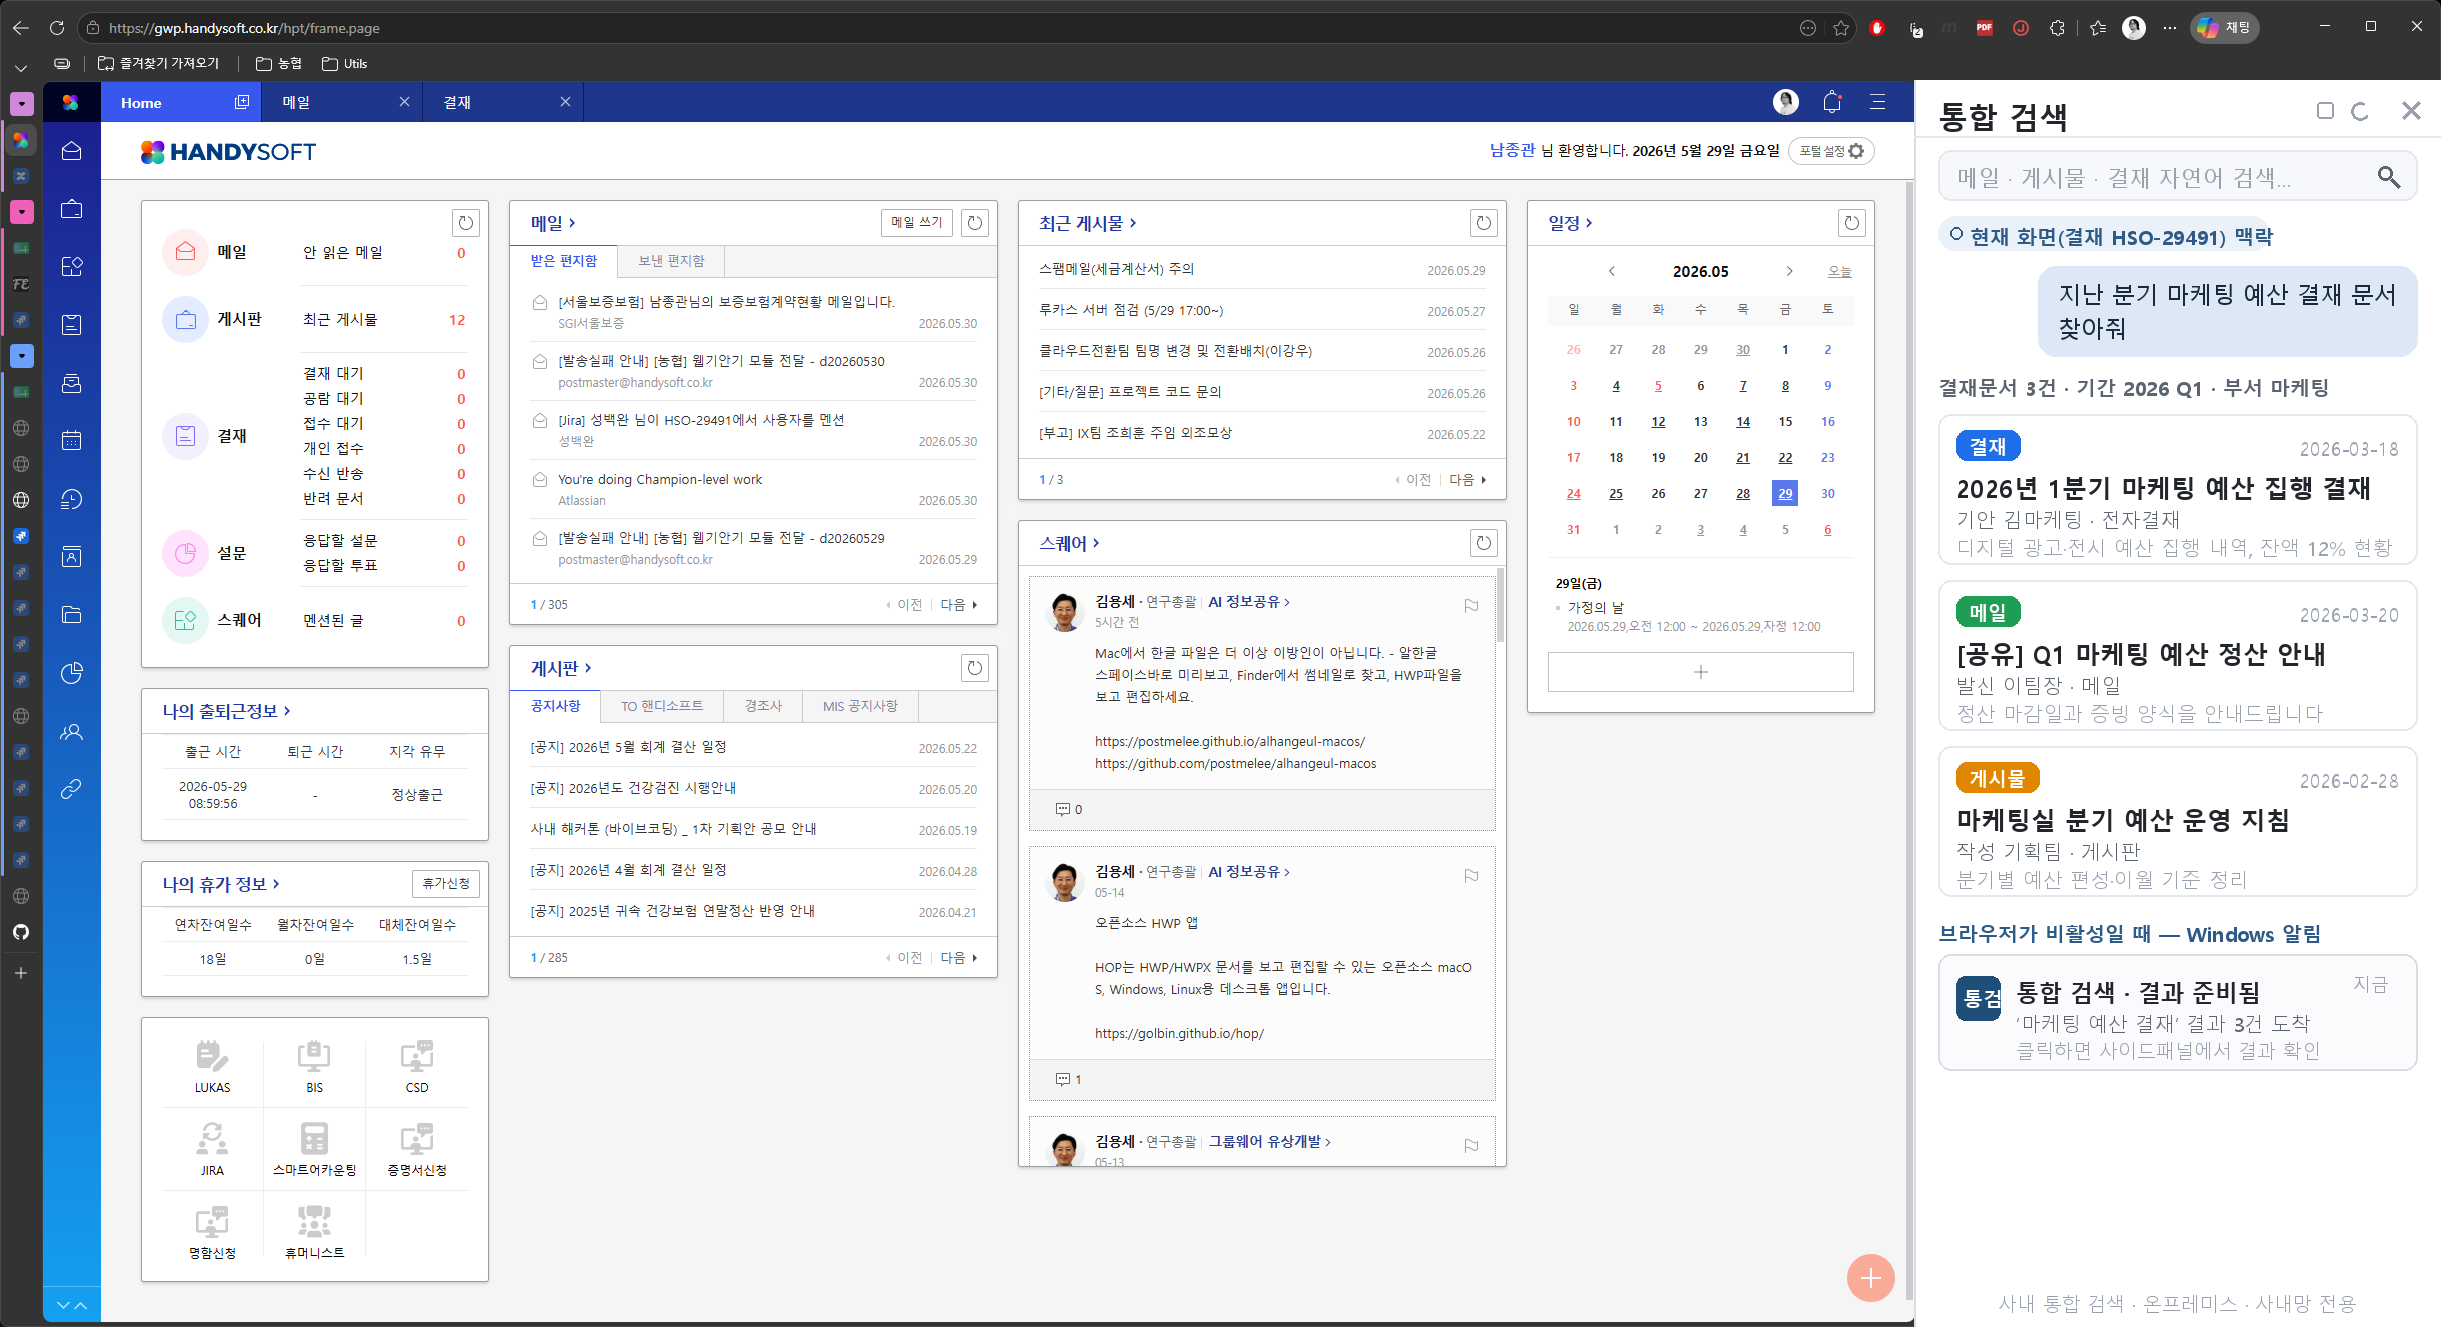 https://gwp.handysoft.co.kr/hpt/frame.page
채팅
즐겨찾기 가져오기
농협
Utils
Home
메일
결재
HANDYSOFT
남종관 님 환영합니다. 2026년 5월 29일 금요일
포털 설정
메일
안 읽은 메일 0
게시판
최근 게시물 12
결재
결재 대기 0
공람 대기 0
접수 대기 0
개인 접수 0
수신 반송 0
반려 문서 0
설문
응답할 설문 0
응답할 투표 0
스퀘어
멘션된 글 0
나의 출퇴근정보
출근 시간 퇴근 시간 지각 유무
2026-05-29
08:59:56
-
정상출근
나의 휴가 정보
휴가신청
연차잔여일수 월차잔여일수 대체잔여일수
18일 0일 1.5일
LUKAS BIS CSD
JIRA 스마트어카운팅 증명서신청
명함신청 휴머니스트
메일
메일 쓰기
받은 편지함 보낸 편지함
[서울보증보험] 남종관님의 보증보험계약현황 메일입니다.
SGI서울보증 2026.05.30
[발송실패 안내] [농협] 웹기안기 모듈 전달 - d20260530
postmaster@handysoft.co.kr 2026.05.30
[Jira] 성백완 님이 HSO-29491에서 사용자를 멘션
성백완 2026.05.30
You're doing Champion-level work
Atlassian 2026.05.30
[발송실패 안내] [농협] 웹기안기 모듈 전달 - d20260529
postmaster@handysoft.co.kr 2026.05.29
1 / 305 이전 다음
게시판
공지사항 TO 핸디소프트 경조사 MIS 공지사항
[공지] 2026년 5월 회계 결산 일정 2026.05.22
[공지] 2026년도 건강검진 시행안내 2026.05.20
사내 해커톤 (바이브코딩) _ 1차 기획안 공모 안내 2026.05.19
[공지] 2026년 4월 회계 결산 일정 2026.04.28
[공지] 2025년 귀속 건강보험 연말정산 반영 안내 2026.04.21
1 / 285 이전 다음
최근 게시물
스팸메일(세금계산서) 주의 2026.05.29
루카스 서버 점검 (5/29 17:00~) 2026.05.27
클라우드전환팀 팀명 변경 및 전환배치(이강우) 2026.05.26
[기타/질문] 프로젝트 코드 문의 2026.05.26
[부고] IX팀 조희훈 주임 외조모상 2026.05.22
1 / 3 이전 다음
스퀘어
김용세 · 연구총괄 AI 정보공유
5시간 전
Mac에서 한글 파일은 더 이상 이방인이 아닙니다. - 알한글
스페이스바로 미리보고, Finder에서 썸네일로 찾고, HWP파일을
보고 편집하세요.
https://postmelee.github.io/alhangeul-macos/
https://github.com/postmelee/alhangeul-macos
0
김용세 · 연구총괄 AI 정보공유
05-14
오픈소스 HWP 앱
HOP는 HWP/HWPX 문서를 보고 편집할 수 있는 오픈소스 macO
S, Windows, Linux용 데스크톱 앱입니다.
https://golbin.github.io/hop/
1
김용세 · 연구총괄 그룹웨어 유상개발
05-13
일정
2026.05
오늘
일 월 화 수 목 금 토
26 27 28 29 30 1 2
3 4 5 6 7 8 9
10 11 12 13 14 15 16
17 18 19 20 21 22 23
24 25 26 27 28 29 30
31 1 2 3 4 5 6
29일(금)
가정의 날
2026.05.29,오전 12:00 ~ 2026.05.29,자정 12:00
통합 검색
메일 · 게시물 · 결재 자연어 검색...
현재 화면(결재 HSO-29491) 맥락
지난 분기 마케팅 예산 결재 문서
찾아줘
결재문서 3건 · 기간 2026 Q1 · 부서 마케팅
결재 2026-03-18
2026년 1분기 마케팅 예산 집행 결재
기안 김마케팅 · 전자결재
디지털 광고·전시 예산 집행 내역, 잔액 12% 현황
메일 2026-03-20
[공유] Q1 마케팅 예산 정산 안내
발신 이팀장 · 메일
정산 마감일과 증빙 양식을 안내드립니다
게시물 2026-02-28
마케팅실 분기 예산 운영 지침
작성 기획팀 · 게시판
분기별 예산 편성·이월 기준 정리
브라우저가 비활성일 때 — Windows 알림
통검
통합 검색 · 결과 준비됨 지금
'마케팅 예산 결재' 결과 3건 도착
클릭하면 사이드패널에서 결과 확인
사내 통합 검색 · 온프레미스 · 사내망 전용